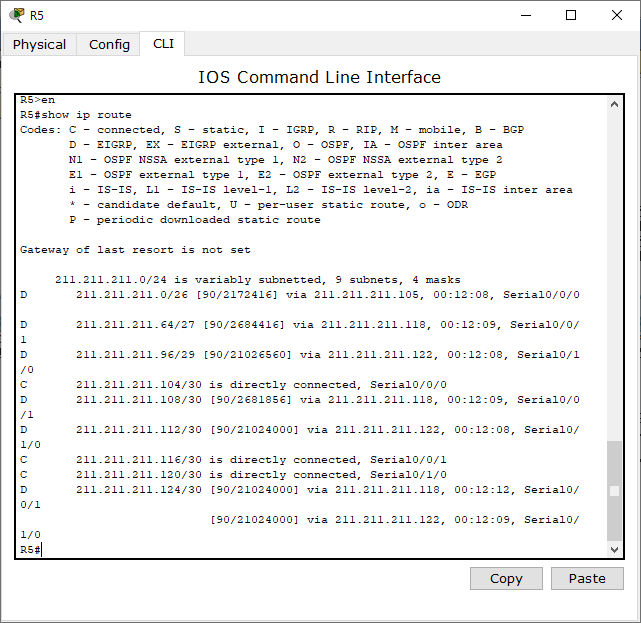 R5
Physical Config CLI
IOS Command Line Interface
R5>en
R5#show ip route
Codes: C - connected, S - static, I - IGRP, R - RIP, M - mobile, B - BGP
D - EIGRP, EX - EIGRP external, O - OSPF, IA - OSPF inter area
N1 - OSPF NSSA external type 1, N2 - OSPF NSSA external type 2
E1 - OSPF external type 1, E2 - OSPF external type 2, E - EGP
i - IS-IS, L1 - IS-IS level-1, L2 - IS-IS level-2, ia - IS-IS inter area
* - candidate default, U - per-user static route, o - ODR
P - periodic downloaded static route
Gateway of last resort is not set
211.211.211.0/24 is variably subnetted, 9 subnets, 4 masks
D 211.211.211.0/26 [90/2172416] via 211.211.211.105, 00:12:08, Serial0/0/0
D 211.211.211.64/27 [90/2684416] via 211.211.211.118, 00:12:09, Serial0/0/
1
D 211.211.211.96/29 [90/21026560] via 211.211.211.122, 00:12:08, Serial0/1
/0
C 211.211.211.104/30 is directly connected, Serial0/0/0
D 211.211.211.108/30 [90/2681856] via 211.211.211.118, 00:12:09, Serial0/0
/1
D 211.211.211.112/30 [90/21024000] via 211.211.211.122, 00:12:08, Serial0/
1/0
C 211.211.211.116/30 is directly connected, Serial0/0/1
C 211.211.211.120/30 is directly connected, Serial0/1/0
D 211.211.211.124/30 [90/21024000] via 211.211.211.118, 00:12:12, Serial0/
0/1
[90/21024000] via 211.211.211.122, 00:12:09, Serial0/
1/0
R5#
Copy Paste